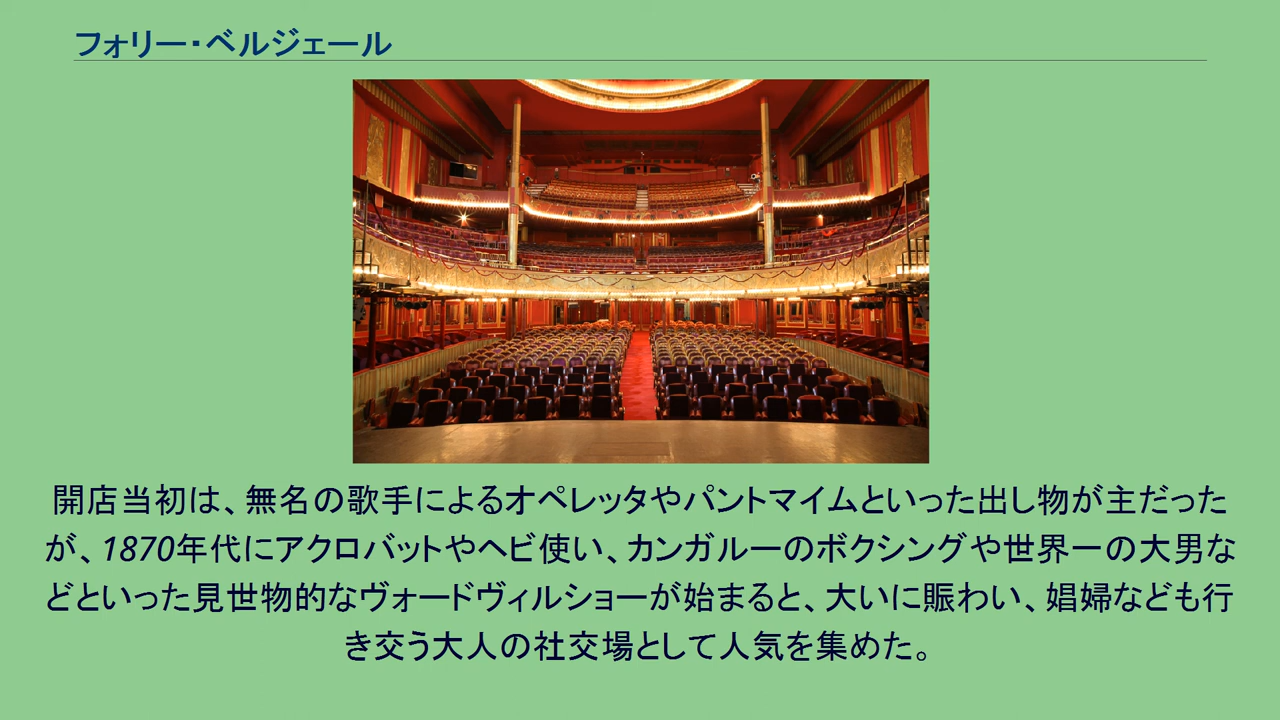 フォリー・ベルジェール
開店当初は、無名の歌手によるオペレッタやパントマイムといった出し物が主だった
が、1870年代にアクロバットやヘビ使い、カンガルーのボクシングや世界一の大男な
どといった見世物的なヴォードヴィルショーが始まると、大いに賑わい、娼婦なども行
き交う大人の社交場として人気を集めた。